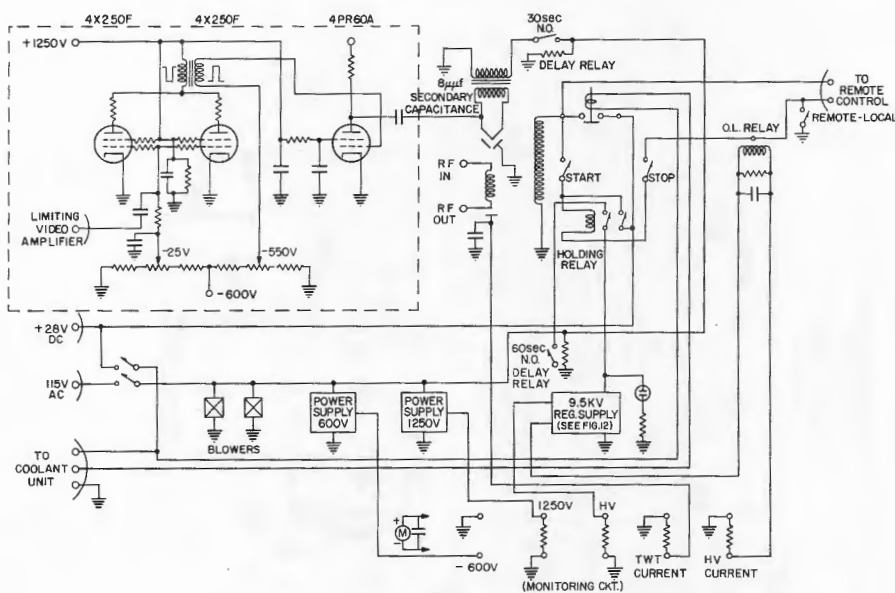 4X250F
4X250F
4PR60A
+1250V
30sec
N.O.
DELAY RELAY
8μμf
SECONDARY
CAPACITANCE
TO
REMOTE
CONTROL
REMOTE-LOCAL
O.L. RELAY
RF
IN
RF
OUT
START
STOP
HOLDING
RELAY
LIMITING
VIDEO
AMPLIFIER
-25V
-550V
-600V
+28V
DC
115V
AC
60sec
N.O.
DELAY
RELAY
BLOWERS
POWER
SUPPLY
600V
POWER
SUPPLY
1250V
9.5KV
REG. SUPPLY
(SEE FIG.12)
TO
COOLANT
UNIT
+
M
-
-600V
1250V
HV
(MONITORING CKT.)
TWT
CURRENT
HV
CURRENT